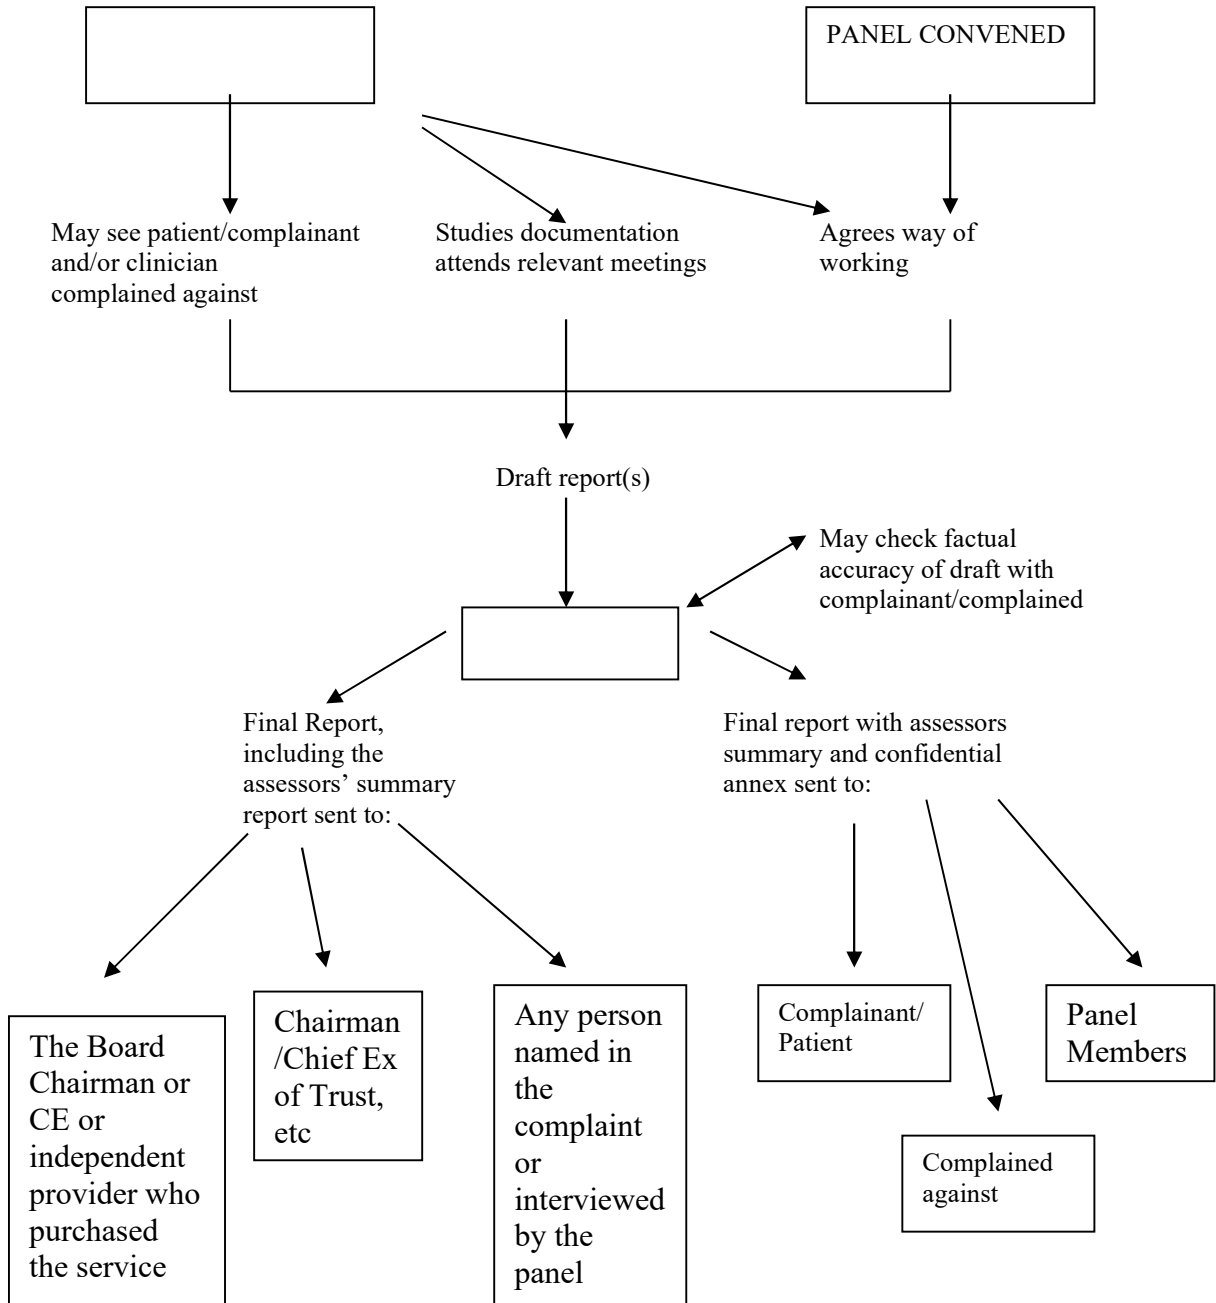 PANEL CONVENED
May see patient/complainant
and/or clinician
complained against
Studies documentation
attends relevant meetings
Agrees way of
working
Draft report(s)
May check factual
accuracy of draft with
complainant/complained
Final Report,
including the
assessors’ summary
report sent to:
Final report with assessors
summary and confidential
annex sent to:
The Board
Chairman or
CE or
independent
provider who
purchased
the service
Chairman
/Chief Ex
of Trust,
etc
Any person
named in
the
complaint
or
interviewed
by the
panel
Complainant/
Patient
Complained
against
Panel
Members